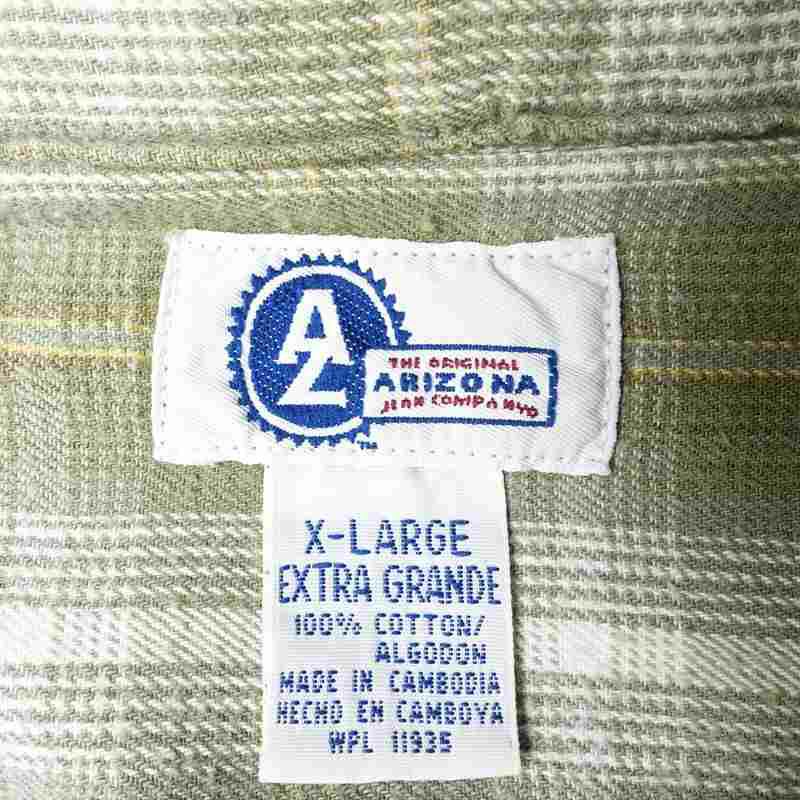 AZ
THE ORIGINAL
ARIZONA
JEAN COMPANY
TM
X-LARGE
EXTRA GRANDE
100% COTTON/
ALGODON
MADE IN CAMBODIA
HECHO EN CAMBOYA
WPL 11935